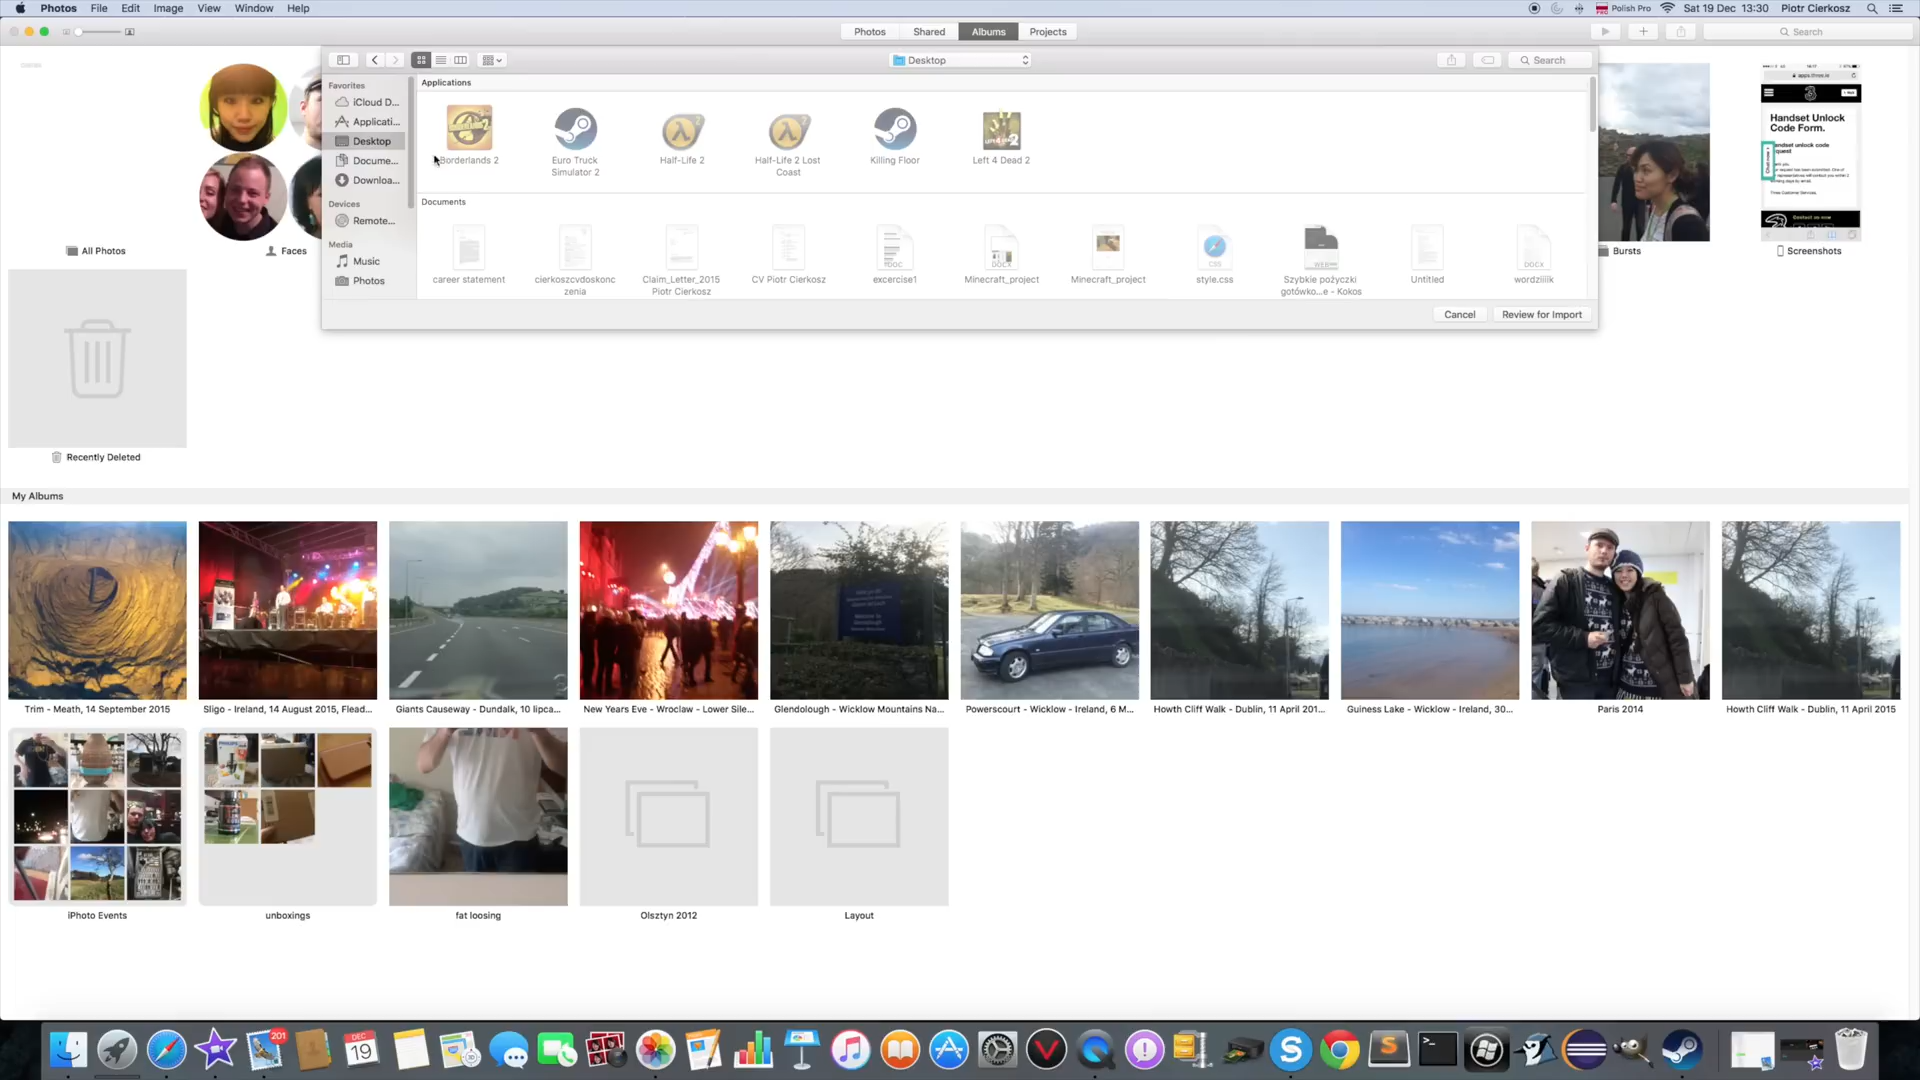 Photos File Edit Image View Window Help
Polish Pro Sat 19 Dec 13:30 Piotr Cierkosz
Photos Shared Albums Projects
Search
Desktop
Search
Favorites
iCloud D...
Applicati...
Desktop
Docume...
Downloa...
Devices
Remote...
Media
Music
Photos
Applications
Borderlands 2
Euro Truck
Simulator 2
Half-Life 2
Half-Life 2 Lost
Coast
Killing Floor
Left 4 Dead 2
Documents
career statement
cierkoszcvdoskonc
zenia
Claim_Letter_2015
Piotr Cierkosz
CV Piotr Cierkosz
excercise1
Minecraft_project
Minecraft_project
style.css
Szybkie pożyczki
gotówko...e - Kokos
Untitled
wordziiiik
Cancel Review for Import
Handset Unlock
Code Form.
All Photos
Faces
Bursts
Screenshots
Recently Deleted
My Albums
Trim - Meath, 14 September 2015
Sligo - Ireland, 14 August 2015, Flead...
Giants Causeway - Dundalk, 10 lipca...
New Years Eve - Wroclaw - Lower Sile...
Glendolough - Wicklow Mountains Na...
Powerscourt - Wicklow - Ireland, 6 M...
Howth Cliff Walk - Dublin, 11 April 201...
Guiness Lake - Wicklow - Ireland, 30...
Paris 2014
Howth Cliff Walk - Dublin, 11 April 2015
iPhoto Events
unboxings
fat loosing
Olsztyn 2012
Layout
201
DEC
19